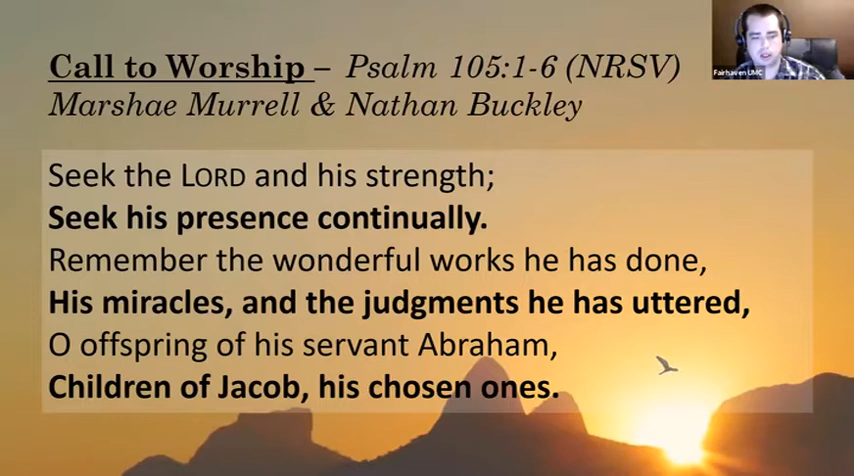 Call to Worship – Psalm 105:1-6 (NRSV)
Marshae Murrell & Nathan Buckley
Seek the LORD and his strength;
Seek his presence continually.
Remember the wonderful works he has done,
His miracles, and the judgments he has uttered,
O offspring of his servant Abraham,
Children of Jacob, his chosen ones.
Fairhaven UMC